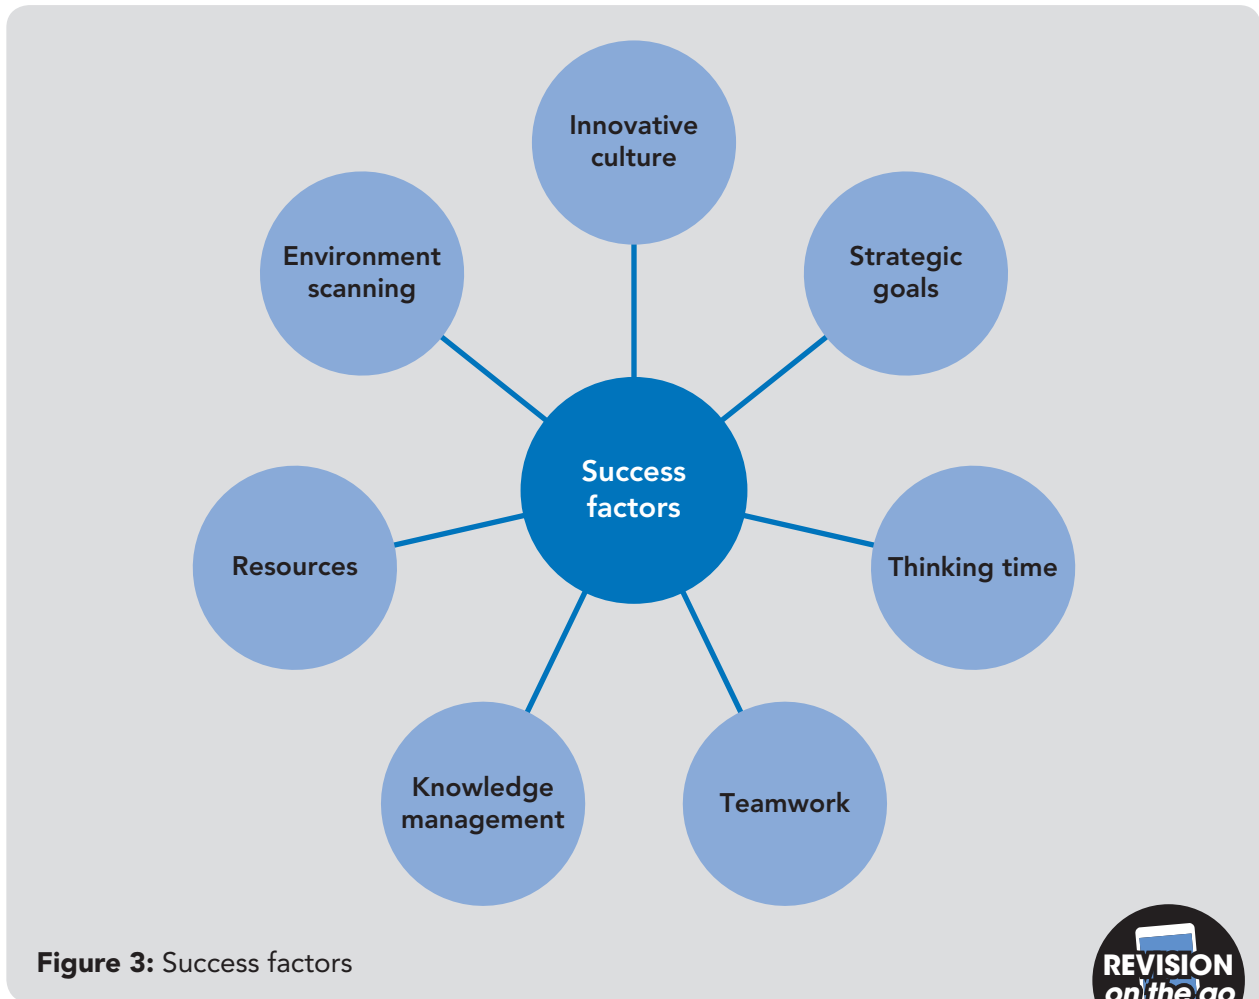 Innovative
culture
Environment
scanning
Strategic
goals
Success
factors
Resources
Thinking time
Knowledge
management
Teamwork
Figure 3: Success factors
REVISION
on the go